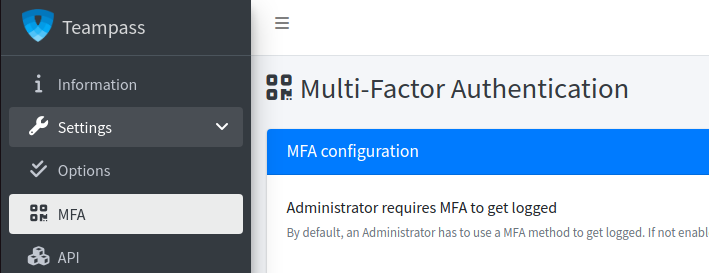 Teampass
Information
Settings
Options
MFA
API
Multi-Factor Authentication
MFA configuration
Administrator requires MFA to get logged
By default, an Administrator has to use a MFA method to get logged. If not enabl